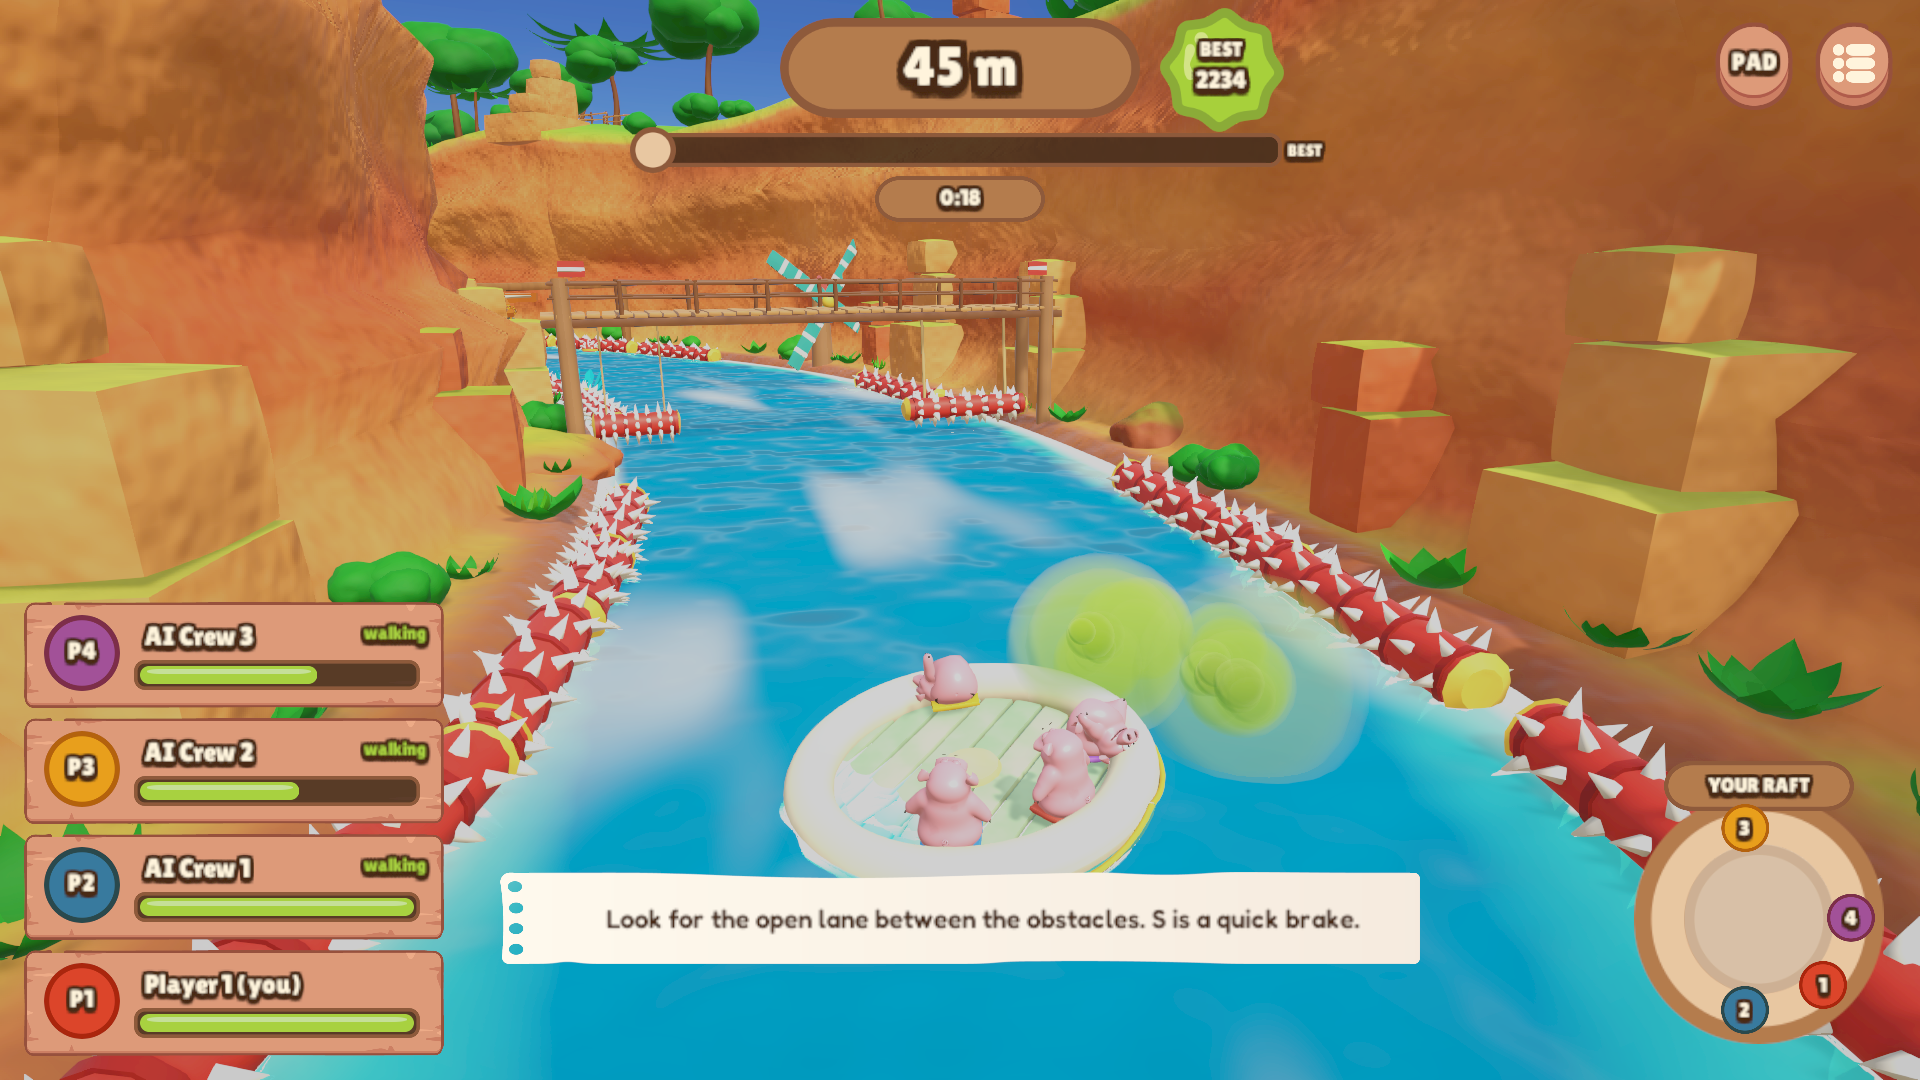 45 m
BEST
2234
PAD
BEST
0:18
P4
AI Crew 3
walking
P3
AI Crew 2
walking
P2
AI Crew 1
walking
P1
Player 1 (you)
Look for the open lane between the obstacles. S is a quick brake.
YOUR RAFT
3
4
1
2